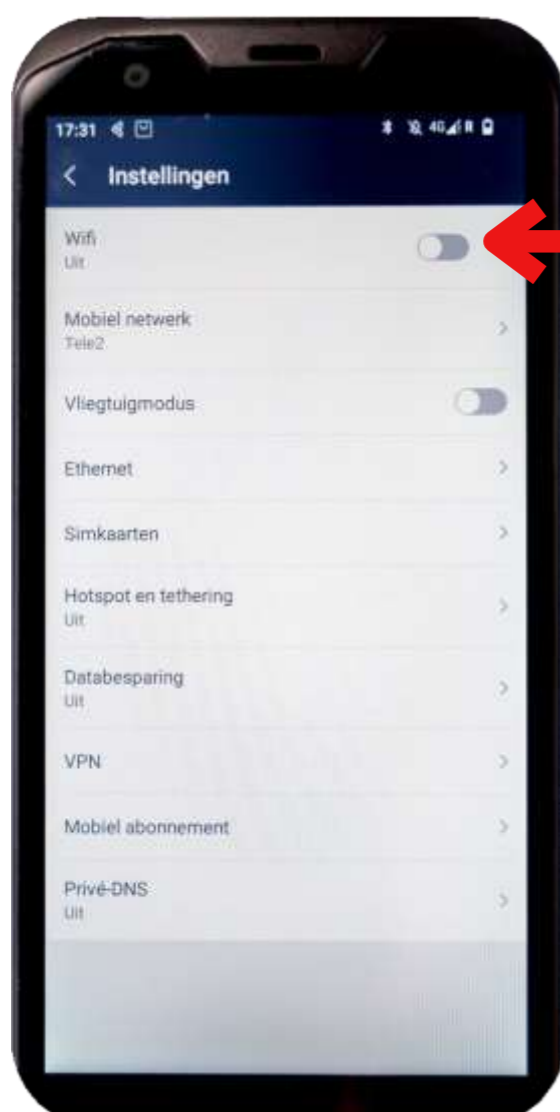 17:31 4G R
Instellingen
Wifi
Uit
Mobiel netwerk
Tele2
Vliegtuigmodus
Ethernet
Simkaarten
Hotspot en tethering
Uit
Databesparing
Uit
VPN
Mobiel abonnement
Privé-DNS
Uit